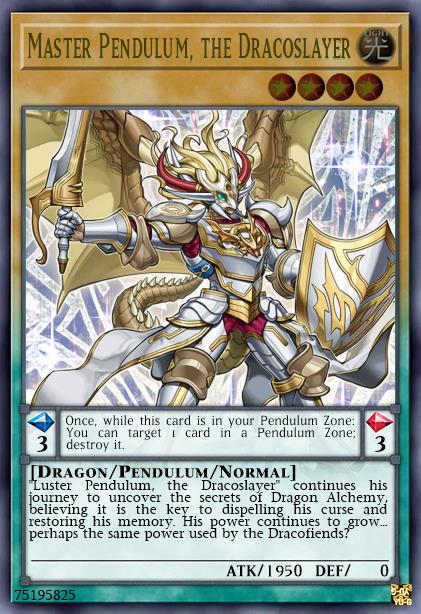 MASTER PENDULUM, THE DRACOSLAYER
LIGHT
光
Once, while this card is in your Pendulum Zone:
You can target 1 card in a Pendulum Zone;
destroy it.
3
3
[DRAGON/PENDULUM/NORMAL]
"Luster Pendulum, the Dracoslayer" continues his
journey to uncover the secrets of Dragon Alchemy,
believing it is the key to dispelling his curse and
restoring his memory. His power continues to grow...
perhaps the same power used by the Dracofiends?
ATK/1950 DEF/ 0
75195825